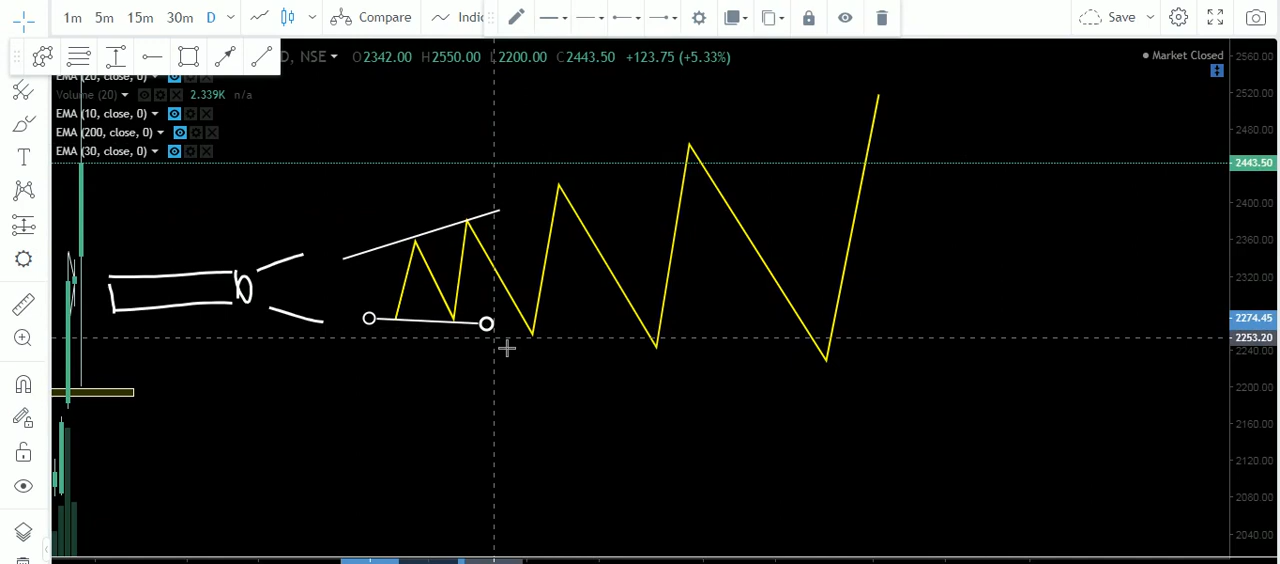 1m 5m 15m 30m D Compare Indi Save
D, NSE O2342.00 H2550.00 L2200.00 C2443.50 +123.75 (+5.33%) Market Closed
EMA (20, close, 0)
Volume (20) 2.339K n/a
EMA (10, close, 0)
EMA (200, close, 0)
EMA (30, close, 0)
2560.00
2520.00
2480.00
2443.50
2400.00
2360.00
2320.00
2274.45
2253.20
2240.00
2200.00
2160.00
2120.00
2080.00
2040.00